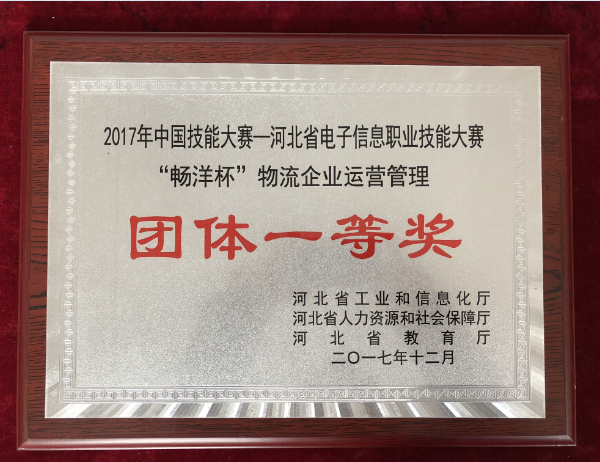 2017年中国技能大赛—河北省电子信息职业技能大赛
“畅洋杯”物流企业运营管理
团体一等奖
河北省工业和信息化厅
河北省人力资源和社会保障厅
河北省教育厅
二〇一七年十二月